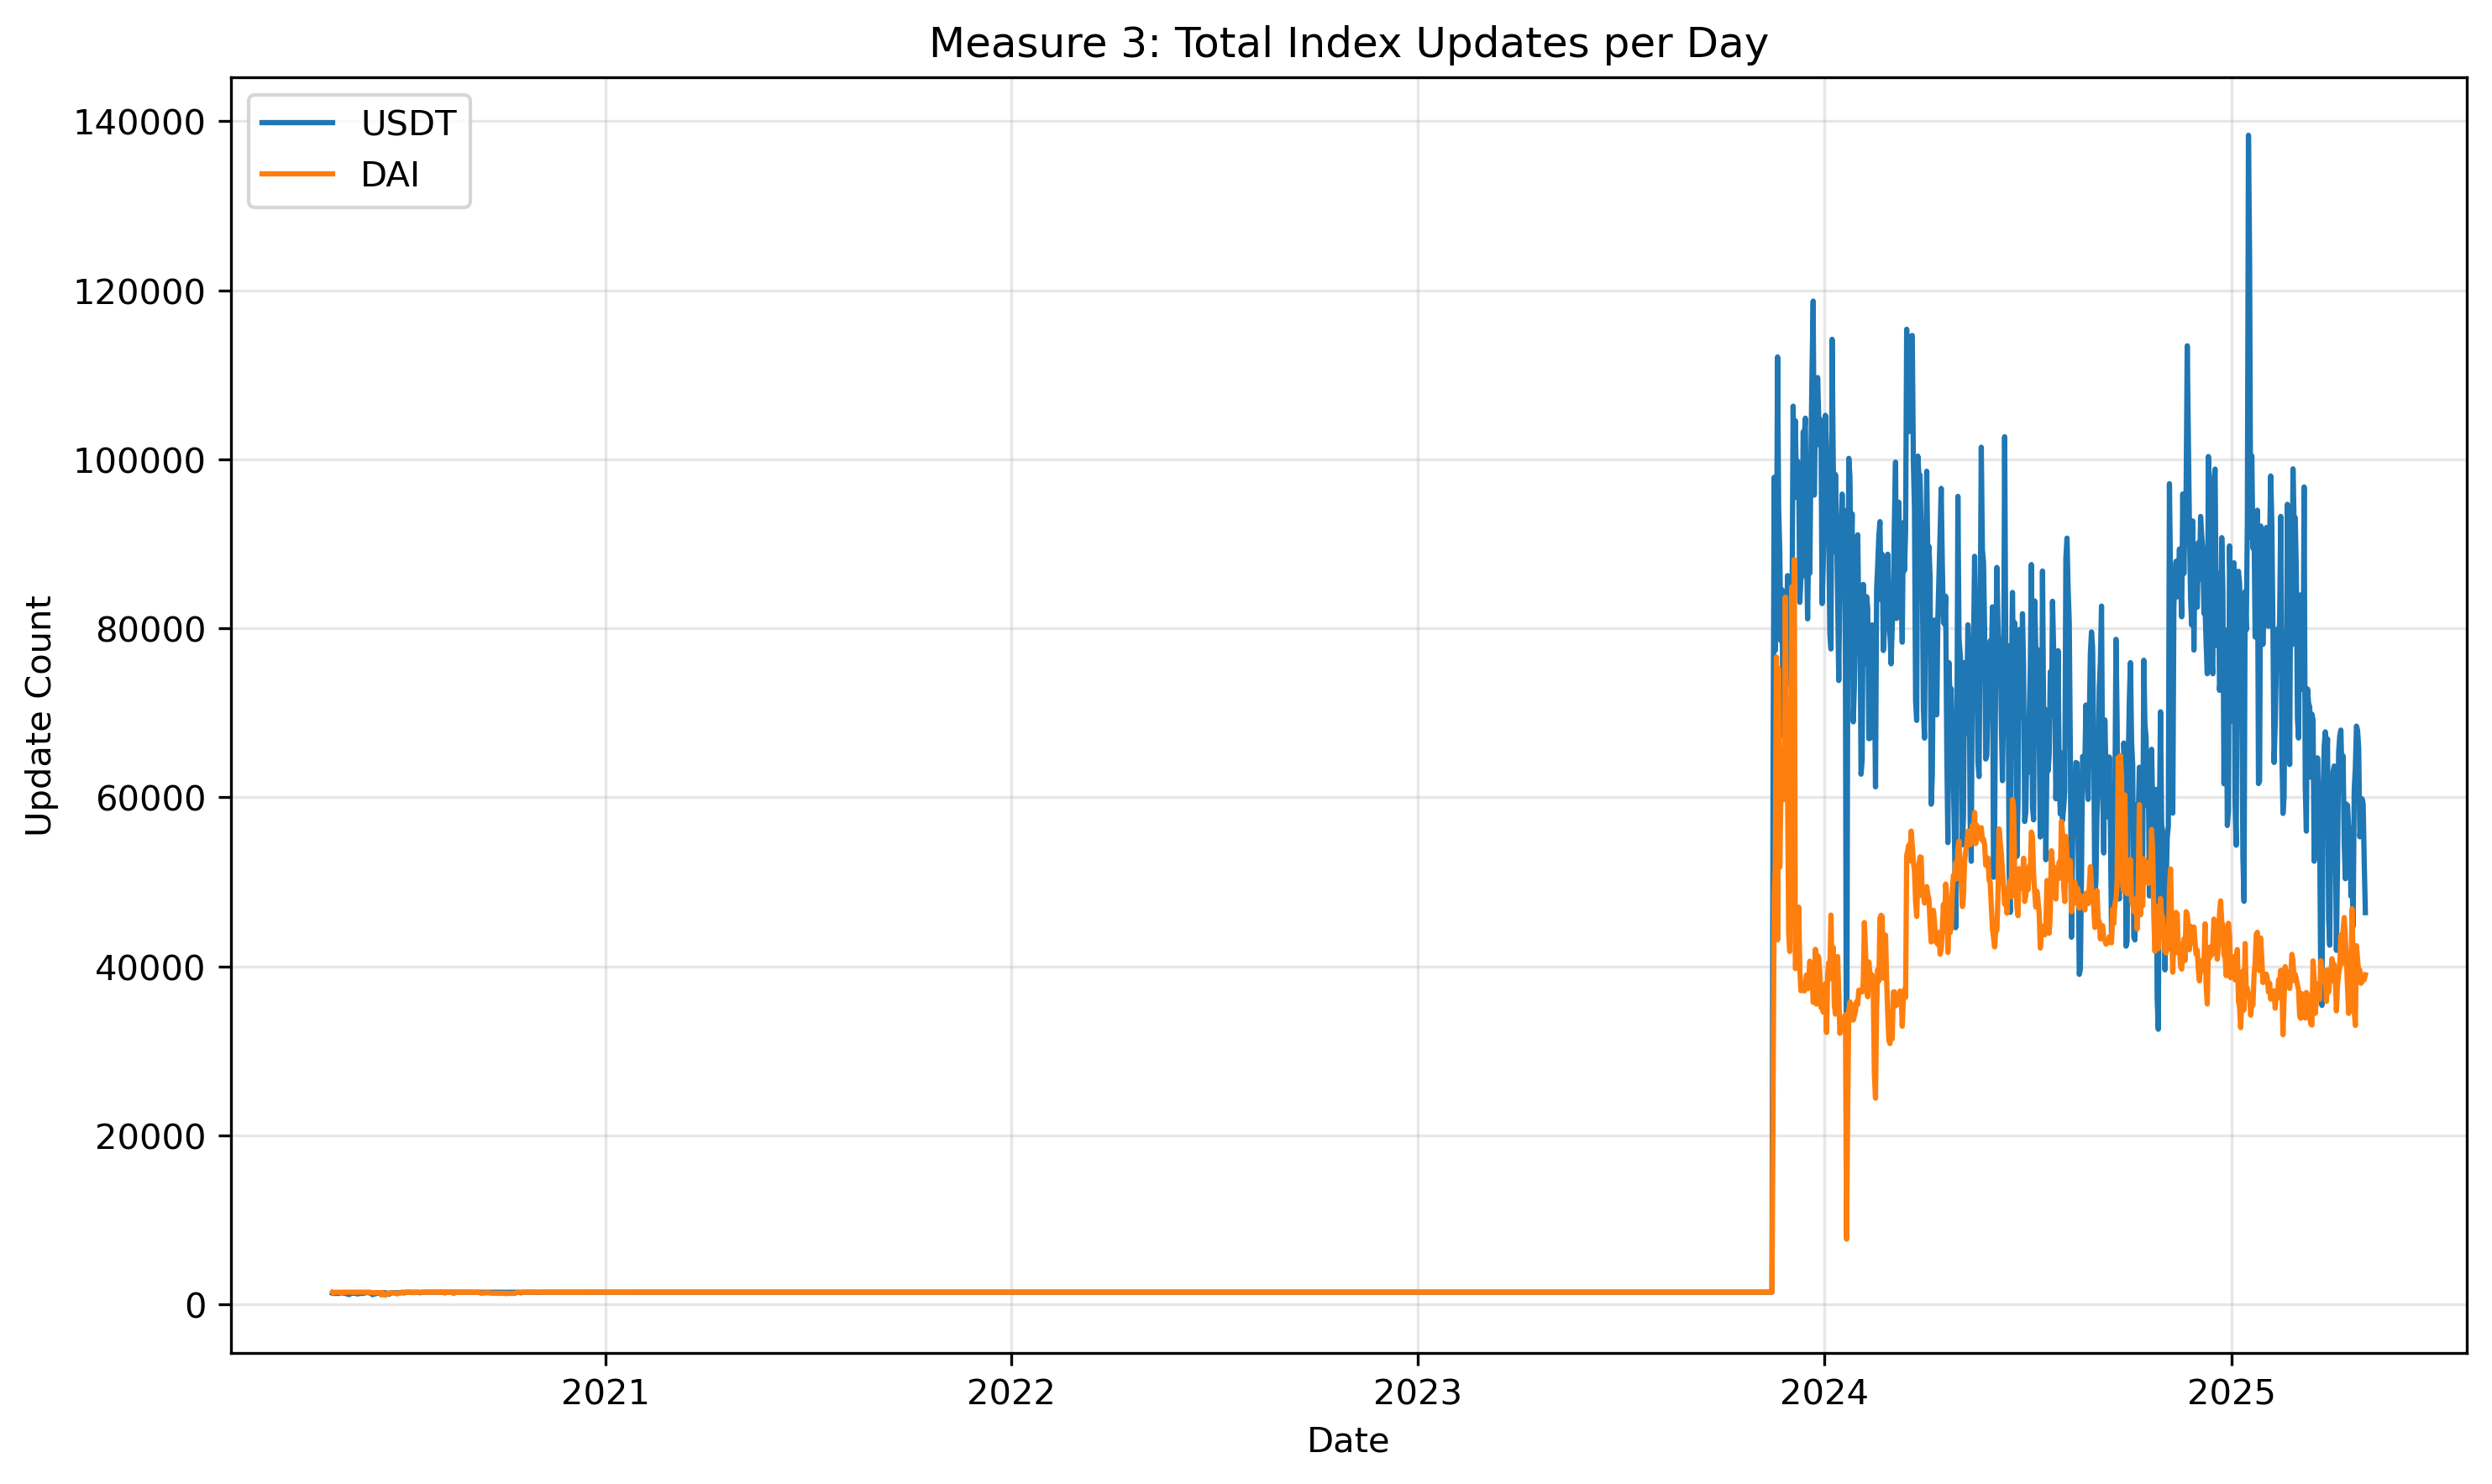 Measure 3: Total Index Updates per Day
USDT
DAI
140000
120000
100000
80000
60000
40000
20000
0
Update Count
2021
2022
2023
2024
2025
Date